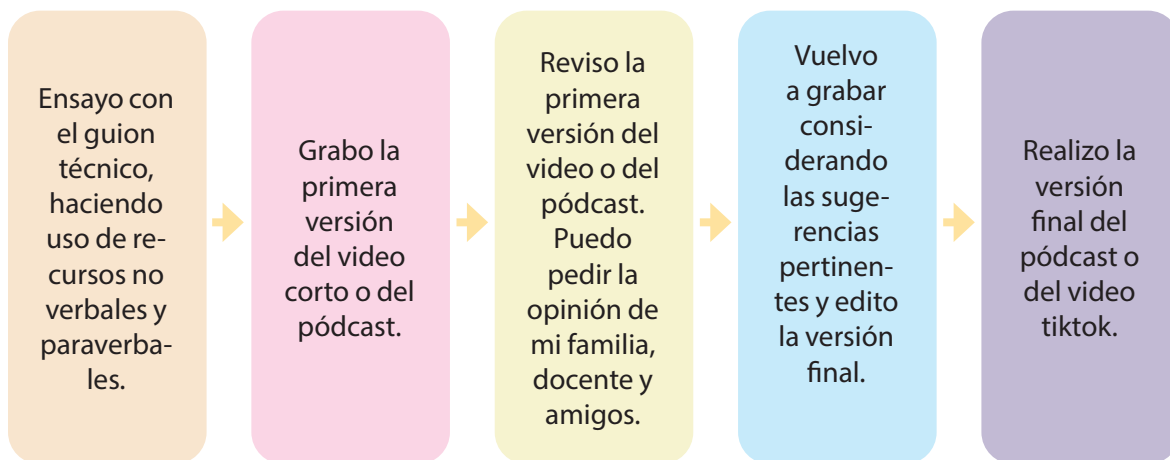 Ensayo con
el guion
técnico,
haciendo
uso de re-
cursos no
verbales y
paraverba-
les.
Grabo la
primera
versión
del video
corto o del
pódcast.
Reviso la
primera
versión del
video o del
pódcast.
Puedo
pedir la
opinión de
mi familia,
docente y
amigos.
Vuelvo
a grabar
consi-
derando
las suge-
rencias
pertinen-
tes y edito
la versión
final.
Realizo la
versión
final del
pódcast o
del video
tiktok.